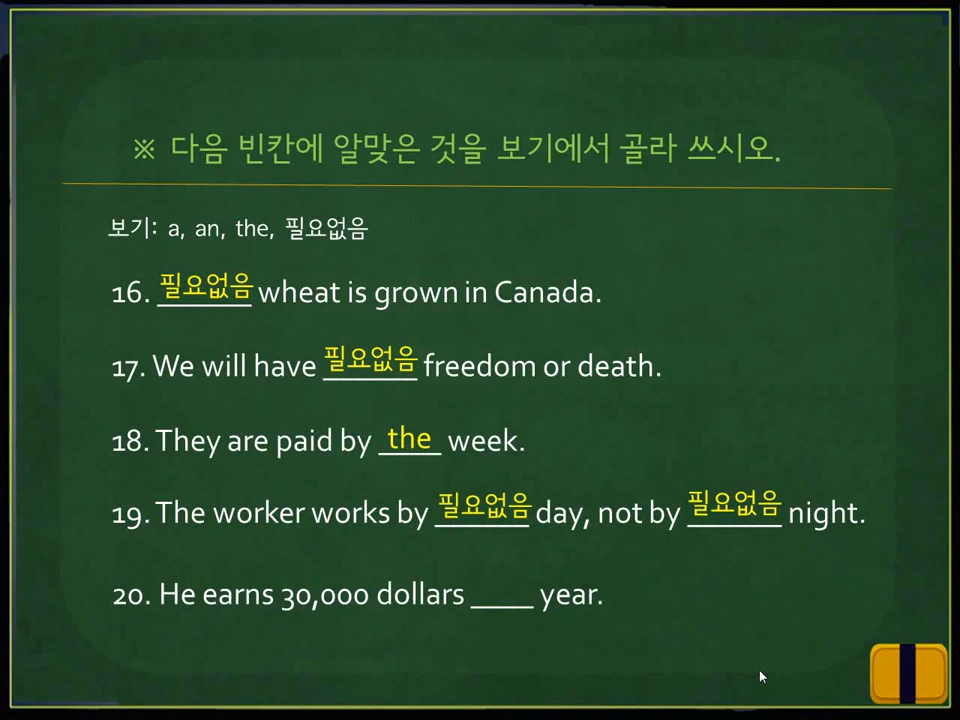 ※ 다음 빈칸에 알맞은 것을 보기에서 골라 쓰시오.
보기: a, an, the, 필요없음
16. 필요없음 wheat is grown in Canada.
17. We will have 필요없음 freedom or death.
18. They are paid by the week.
19. The worker works by 필요없음 day, not by 필요없음 night.
20. He earns 30,000 dollars ____ year.